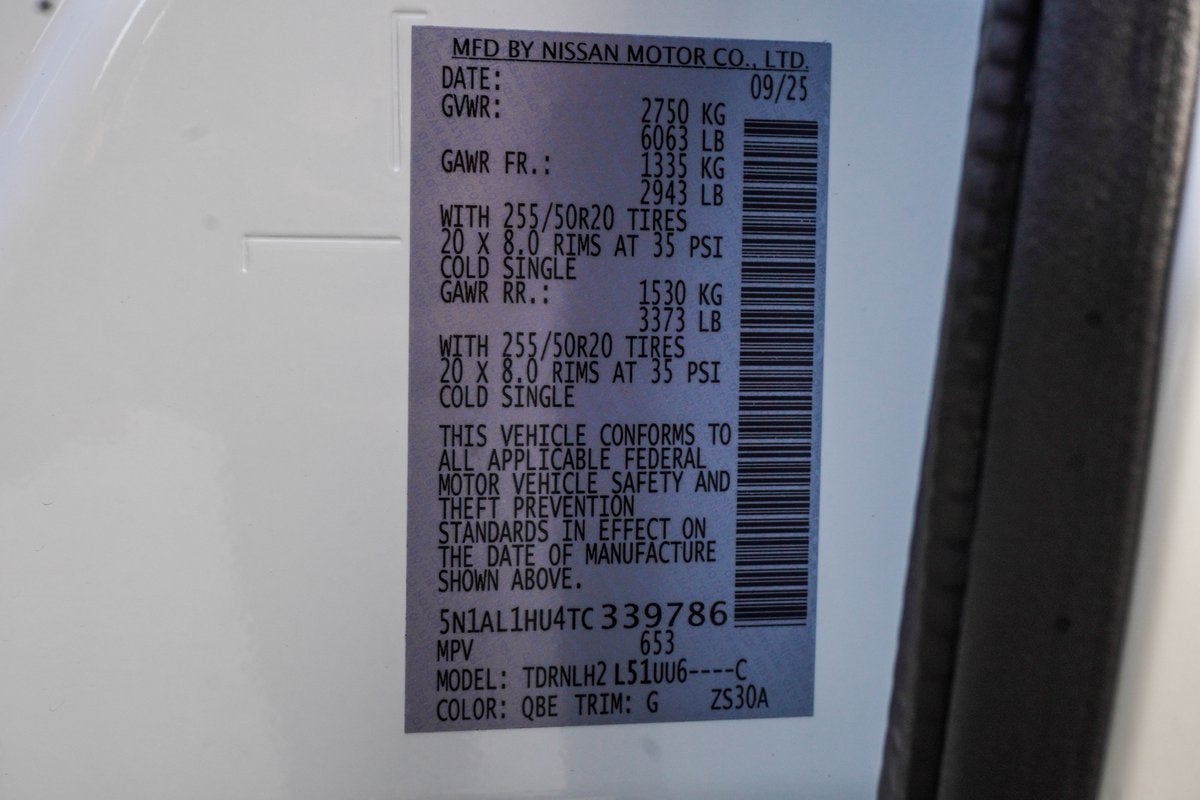 MFD BY NISSAN MOTOR CO., LTD.
DATE: 09/25
GVWR: 2750 KG
6063 LB
GAWR FR.: 1335 KG
2943 LB
WITH 255/50R20 TIRES
20 X 8.0 RIMS AT 35 PSI
COLD SINGLE
GAWR RR.: 1530 KG
3373 LB
WITH 255/50R20 TIRES
20 X 8.0 RIMS AT 35 PSI
COLD SINGLE
THIS VEHICLE CONFORMS TO
ALL APPLICABLE FEDERAL
MOTOR VEHICLE SAFETY AND
THEFT PREVENTION
STANDARDS IN EFFECT ON
THE DATE OF MANUFACTURE
SHOWN ABOVE.
5N1AL1HU4TC339786
MPV 653
MODEL: TDRNLH2 L51UU6----C
COLOR: QBE TRIM: G ZS30A